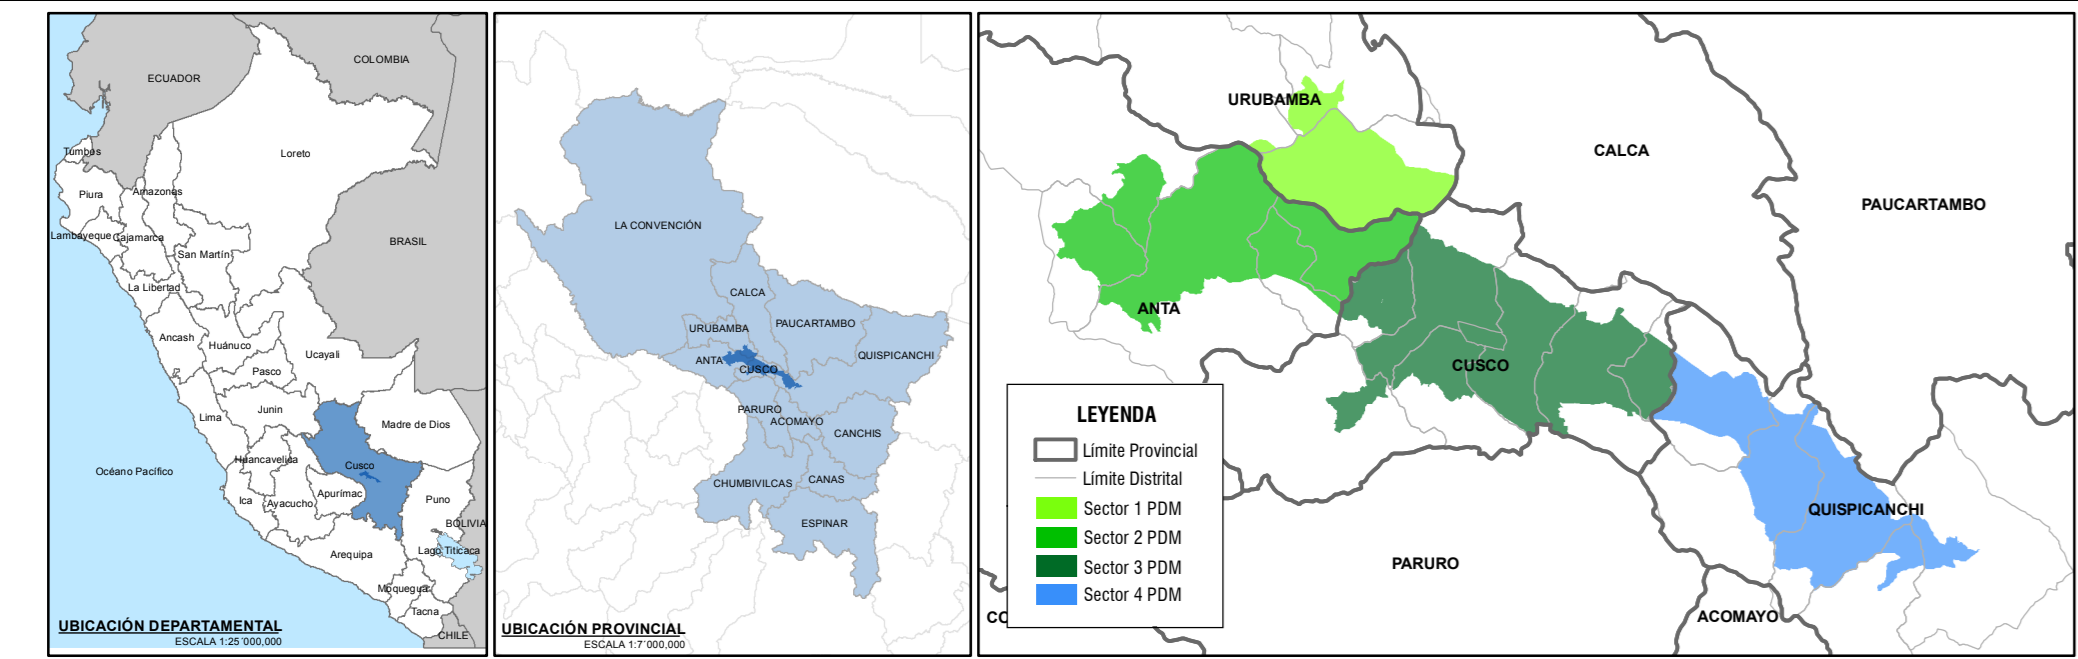 ECUADOR
COLOMBIA
Tumbes
Loreto
Piura
Amazonas
Lambayeque
Cajamarca
BRASIL
San Martín
La Libertad
Ancash
Huánuco
Ucayali
Pasco
Lima
Junin
Madre de Dios
Huancavelica
Cusco
Océano Pacífico
Ica
Ayacucho
Apurímac
Puno
BOLIVIA
Arequipa
Lago Titicaca
Moquegua
Tacna
CHILE
UBICACIÓN DEPARTAMENTAL
ESCALA 1:25´000,000
LA CONVENCIÓN
CALCA
URUBAMBA
PAUCARTAMBO
ANTA
CUSCO
QUISPICANCHI
PARURO
ACOMAYO
CANCHIS
CHUMBIVILCAS
CANAS
ESPINAR
UBICACIÓN PROVINCIAL
ESCALA 1:7´000,000
URUBAMBA
CALCA
PAUCARTAMBO
ANTA
CUSCO
QUISPICANCHI
PARURO
ACOMAYO
CO
LEYENDA
Límite Provincial
Límite Distrital
Sector 1 PDM
Sector 2 PDM
Sector 3 PDM
Sector 4 PDM